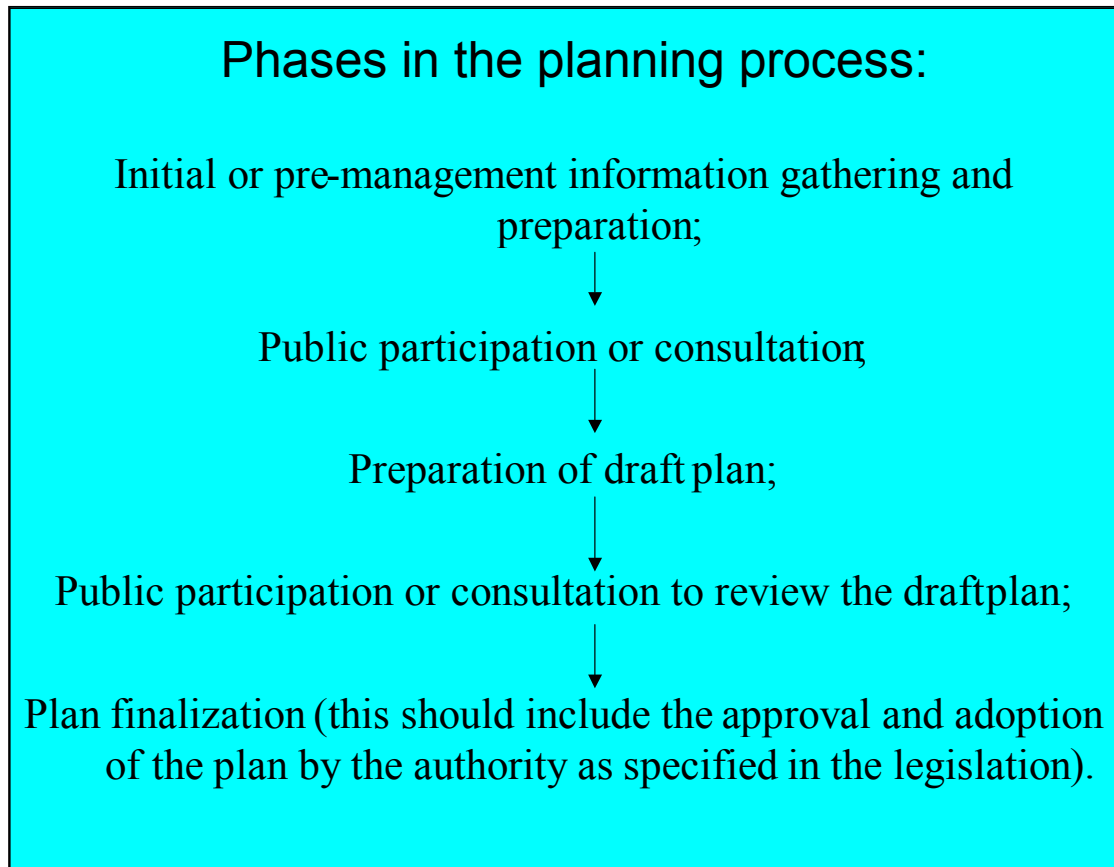 Phases in the planning process:
Initial or pre-management information gathering and
preparation;
Public participation or consultation;
Preparation of draft plan;
Public participation or consultation to review the draft plan;
Plan finalization (this should include the approval and adoption
of the plan by the authority as specified in the legislation).